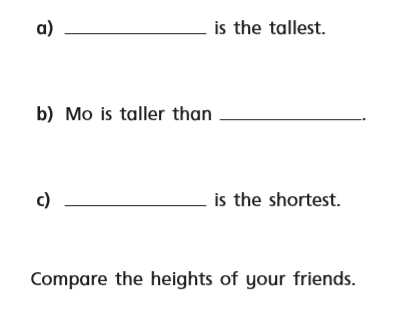 a) ____________ is the tallest.
b) Mo is taller than ____________.
c) ____________ is the shortest.
Compare the heights of your friends.